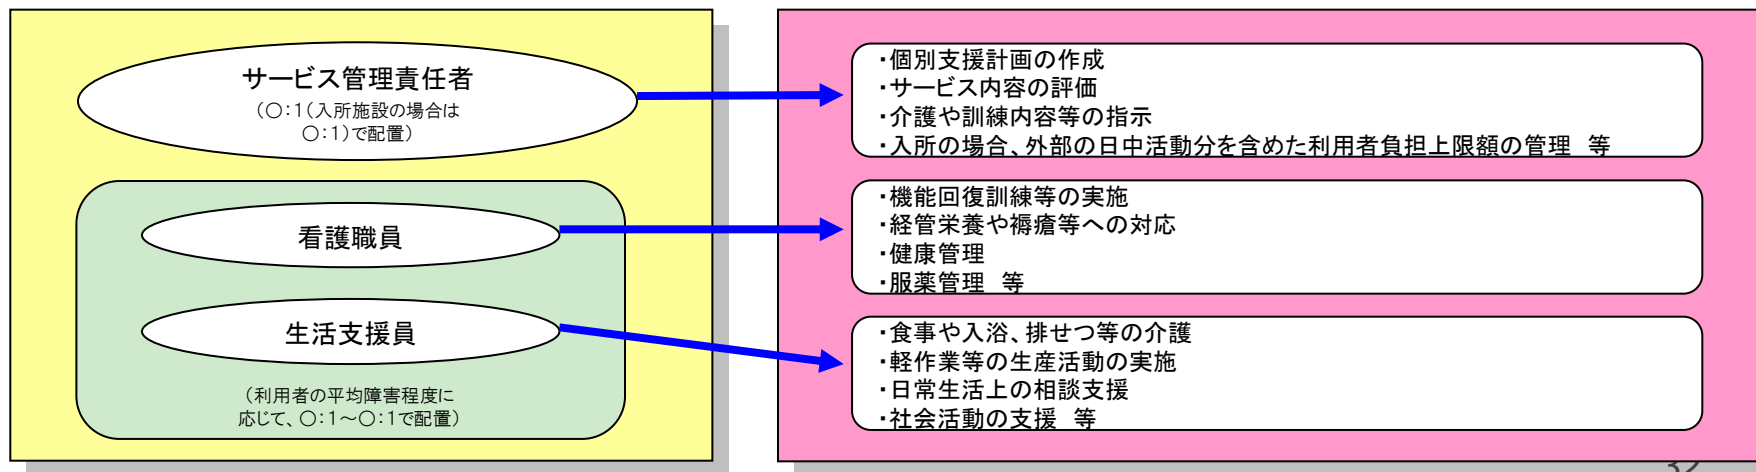 サービス管理責任者
（○：1（入所施設の場合は
○：1）で配置）
看護職員
生活支援員
（利用者の平均障害程度に
応じて、○：1～○：1で配置）
・個別支援計画の作成
・サービス内容の評価
・介護や訓練内容等の指示
・入所の場合、外部の日中活動分を含めた利用者負担上限額の管理　等
・機能回復訓練等の実施
・経管栄養や褥瘡等への対応
・健康管理
・服薬管理　等
・食事や入浴、排せつ等の介護
・軽作業等の生産活動の実施
・日常生活上の相談支援
・社会活動の支援　等